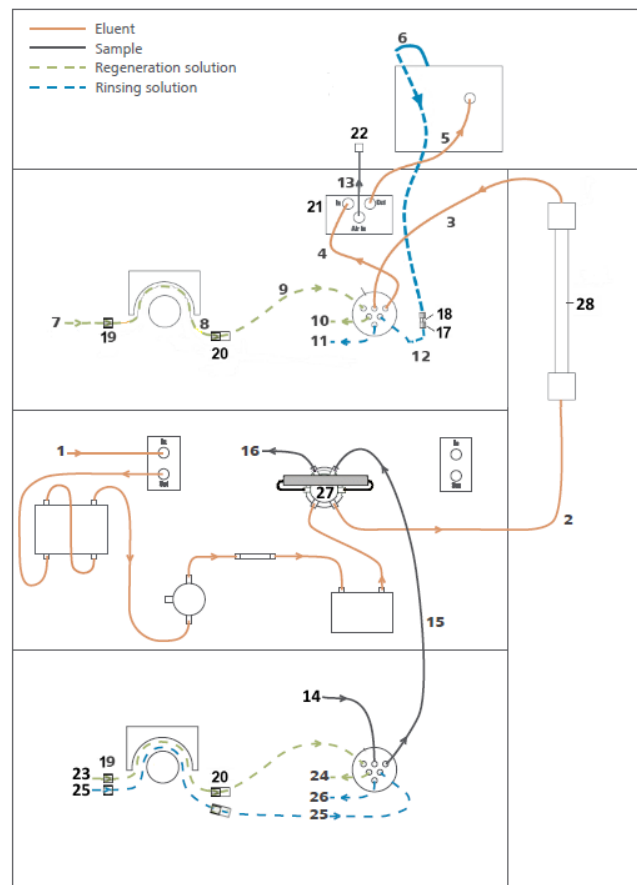 Eluent
Sample
Regeneration solution
Rinsing solution
6
5
22
13
21
In
Out
Air In
3
4
9
7
8
10
18
17
28
19
20
11
12
1
In
Out
16
In
Out
27
2
15
14
19
23
20
24
25
26
25